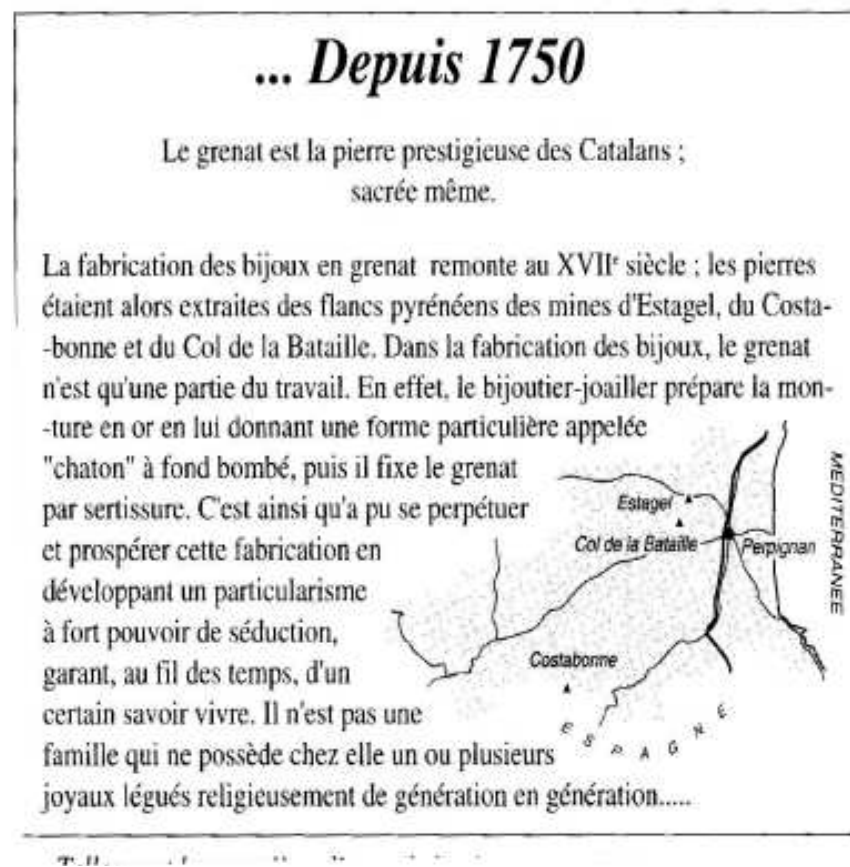 ... Depuis 1750
Le grenat est la pierre prestigieuse des Catalans ;
sacrée même.
La fabrication des bijoux en grenat remonte au XVIIᵉ siècle ; les pierres
étaient alors extraites des flancs pyrénéens des mines d'Estagel, du Costa-
-bonne et du Col de la Bataille. Dans la fabrication des bijoux, le grenat
n'est qu'une partie du travail. En effet, le bijoutier-joailler prépare la mon-
-ture en or en lui donnant une forme particulière appelée
"chaton" à fond bombé, puis il fixe le grenat
par sertissure. C'est ainsi qu'a pu se perpétuer
et prospérer cette fabrication en
développant un particularisme
à fort pouvoir de séduction,
garant, au fil des temps, d'un
certain savoir vivre. Il n'est pas une
famille qui ne possède chez elle un ou plusieurs
joyaux légués religieusement de génération en génération.....
Estagel
Col de la Bataille
Perpignan
MEDITERRANEE
Costabonne
ESPAGNE